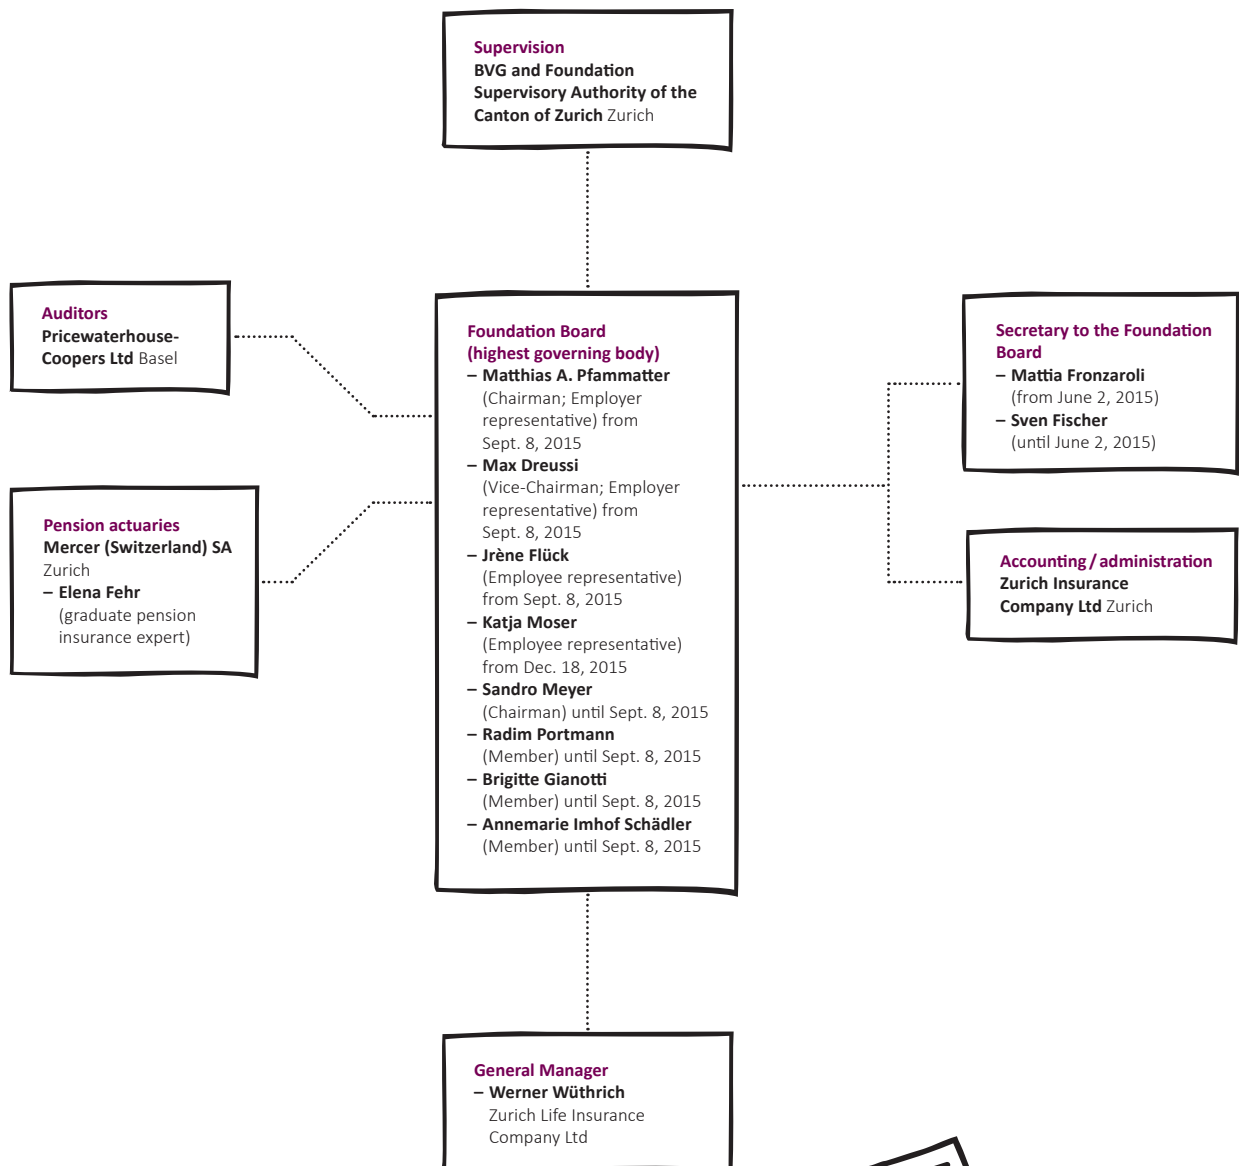 Supervision
BVG and Foundation
Supervisory Authority of the
Canton of Zurich Zurich
Auditors
Pricewaterhouse-
Coopers Ltd Basel
Pension actuaries
Mercer (Switzerland) SA
Zurich
– Elena Fehr
(graduate pension
insurance expert)
Foundation Board
(highest governing body)
– Matthias A. Pfammatter
(Chairman; Employer
representative) from
Sept. 8, 2015
– Max Dreussi
(Vice-Chairman; Employer
representative) from
Sept. 8, 2015
– Jrène Flück
(Employee representative)
from Sept. 8, 2015
– Katja Moser
(Employee representative)
from Dec. 18, 2015
– Sandro Meyer
(Chairman) until Sept. 8, 2015
– Radim Portmann
(Member) until Sept. 8, 2015
– Brigitte Gianotti
(Member) until Sept. 8, 2015
– Annemarie Imhof Schädler
(Member) until Sept. 8, 2015
Secretary to the Foundation
Board
– Mattia Fronzaroli
(from June 2, 2015)
– Sven Fischer
(until June 2, 2015)
Accounting / administration
Zurich Insurance
Company Ltd Zurich
General Manager
– Werner Wüthrich
Zurich Life Insurance
Company Ltd